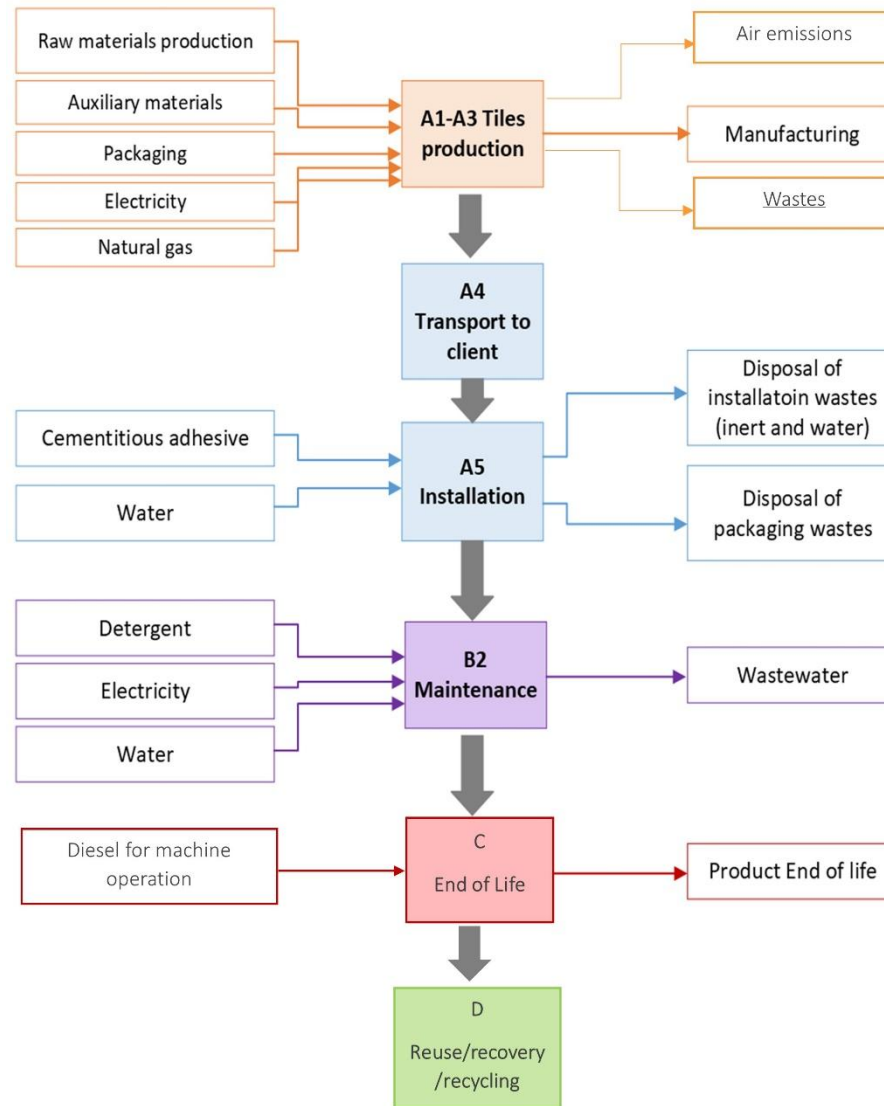 Raw materials production
Auxiliary materials
Packaging
Electricity
Natural gas
A1-A3 Tiles
production
Air emissions
Manufacturing
Wastes
A4
Transport to
client
Cementitious adhesive
Water
A5
Installation
Disposal of
installatoin wastes
(inert and water)
Disposal of
packaging wastes
Detergent
Electricity
Water
B2
Maintenance
Wastewater
Diesel for machine
operation
C
End of Life
Product End of life
D
Reuse/recovery
/recycling